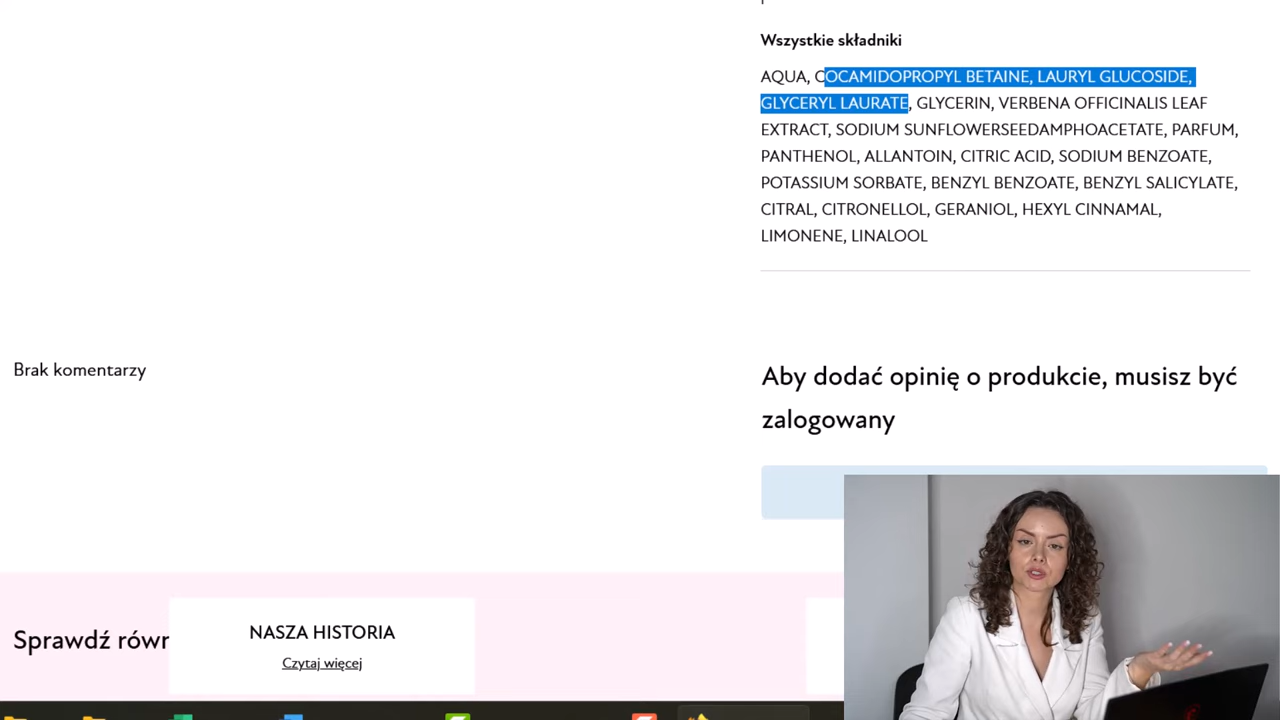 Wszystkie składniki
AQUA, COCAMIDOPROPYL BETAINE, LAURYL GLUCOSIDE,
GLYCERYL LAURATE, GLYCERIN, VERBENA OFFICINALIS LEAF
EXTRACT, SODIUM SUNFLOWERSEEDAMPHOACETATE, PARFUM,
PANTHENOL, ALLANTOIN, CITRIC ACID, SODIUM BENZOATE,
POTASSIUM SORBATE, BENZYL BENZOATE, BENZYL SALICYLATE,
CITRAL, CITRONELLOL, GERANIOL, HEXYL CINNAMAL,
LIMONENE, LINALOOL
Brak komentarzy
Aby dodać opinię o produkcie, musisz być
zalogowany
Sprawdź równ
NASZA HISTORIA
Czytaj więcej